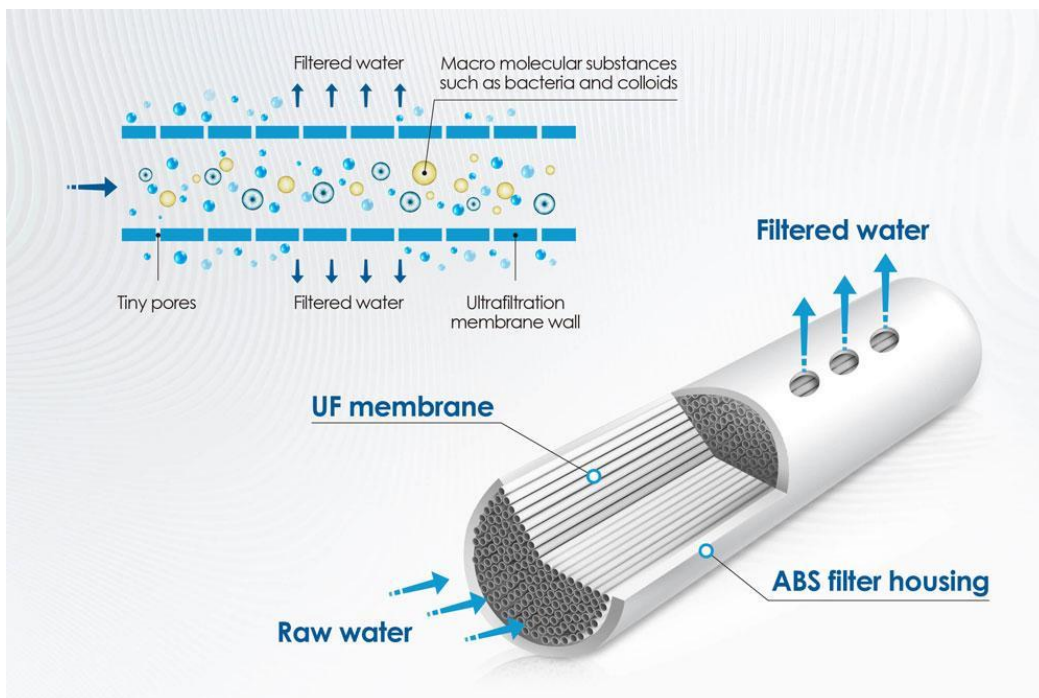 Filtered water
Macro molecular substances
such as bacteria and colloids
Tiny pores
Filtered water
Ultrafiltration
membrane wall
Filtered water
UF membrane
ABS filter housing
Raw water